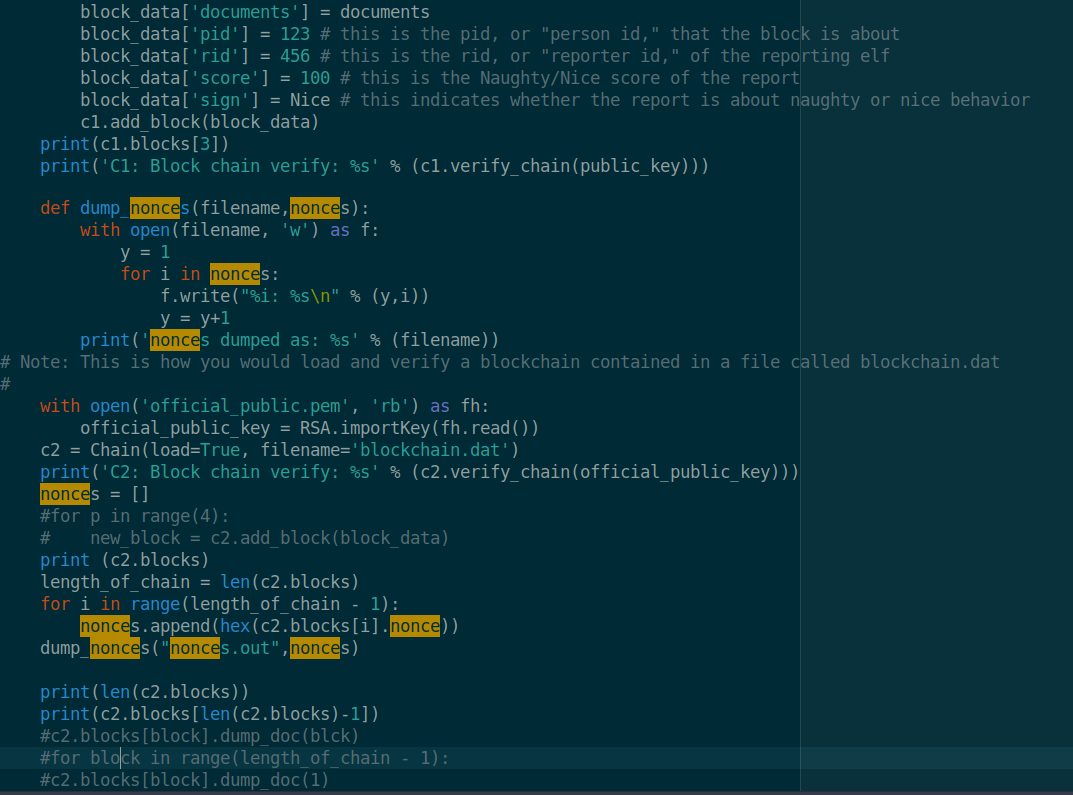 block_data['documents'] = documents
        block_data['pid'] = 123 # this is the pid, or "person id," that the block is about
        block_data['rid'] = 456 # this is the rid, or "reporter id," of the reporting elf
        block_data['score'] = 100 # this is the Naughty/Nice score of the report
        block_data['sign'] = Nice # this indicates whether the report is about naughty or nice behavior
        c1.add_block(block_data)
    print(c1.blocks[3])
    print('C1: Block chain verify: %s' % (c1.verify_chain(public_key)))

    def dump_nonces(filename,nonces):
        with open(filename, 'w') as f:
            y = 1
            for i in nonces:
                f.write("%i: %s\n" % (y,i))
                y = y+1
        print('nonces dumped as: %s' % (filename))
# Note: This is how you would load and verify a blockchain contained in a file called blockchain.dat
#
    with open('official_public.pem', 'rb') as fh:
        official_public_key = RSA.importKey(fh.read())
    c2 = Chain(load=True, filename='blockchain.dat')
    print('C2: Block chain verify: %s' % (c2.verify_chain(official_public_key)))
    nonces = []
    #for p in range(4):
    #    new_block = c2.add_block(block_data)
    print (c2.blocks)
    length_of_chain = len(c2.blocks)
    for i in range(length_of_chain - 1):
        nonces.append(hex(c2.blocks[i].nonce))
    dump_nonces("nonces.out",nonces)

    print(len(c2.blocks))
    print(c2.blocks[len(c2.blocks)-1])
    #c2.blocks[block].dump_doc(blck)
    #for block in range(length_of_chain - 1):
    #c2.blocks[block].dump_doc(1)